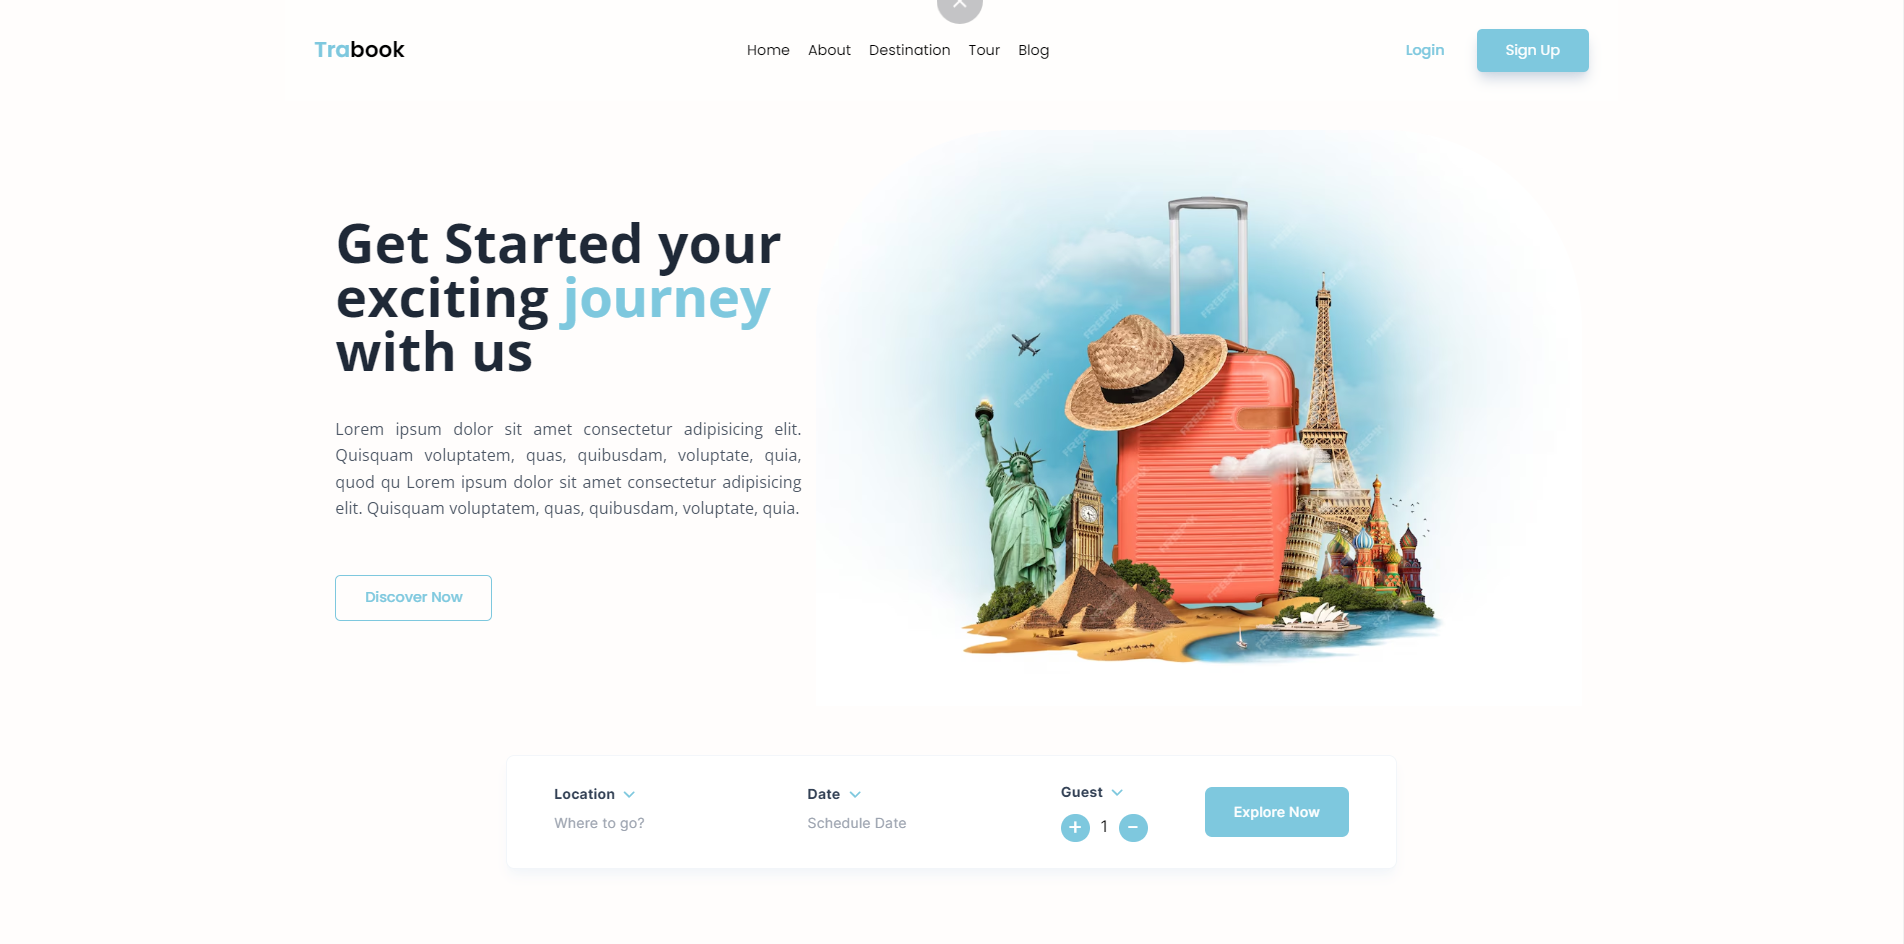 Trabook
Home About Destination Tour Blog
Login
Sign Up
Get Started your
exciting journey
with us
Lorem ipsum dolor sit amet consectetur adipisicing elit.
Quisquam voluptatem, quas, quibusdam, voluptate, quia,
quod qu Lorem ipsum dolor sit amet consectetur adipisicing
elit. Quisquam voluptatem, quas, quibusdam, voluptate, quia.
Discover Now
FREEPIK
Location
Where to go?
Date
Schedule Date
Guest
+ 1 −
Explore Now